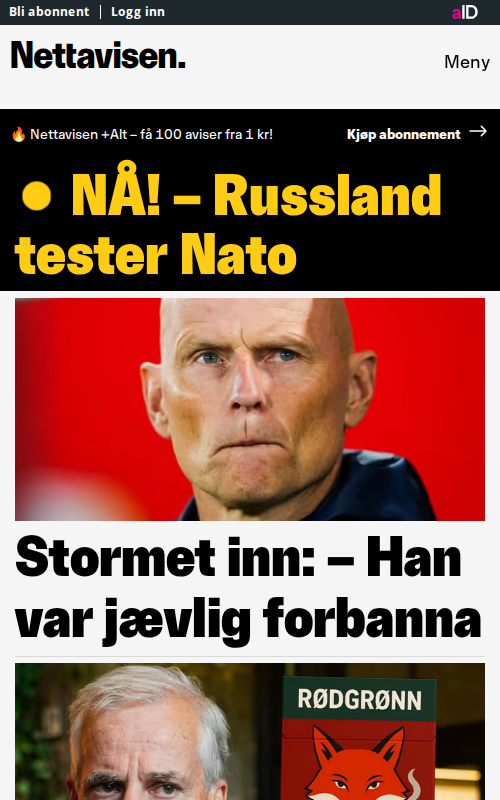 Bli abonnent
Logg inn
aID
Nettavisen.
Meny
🔥 Nettavisen +Alt – få 100 aviser fra 1 kr!
Kjøp abonnement →
NÅ! – Russland
tester Nato
Stormet inn: – Han
var jævlig forbanna
RØDGRØNN